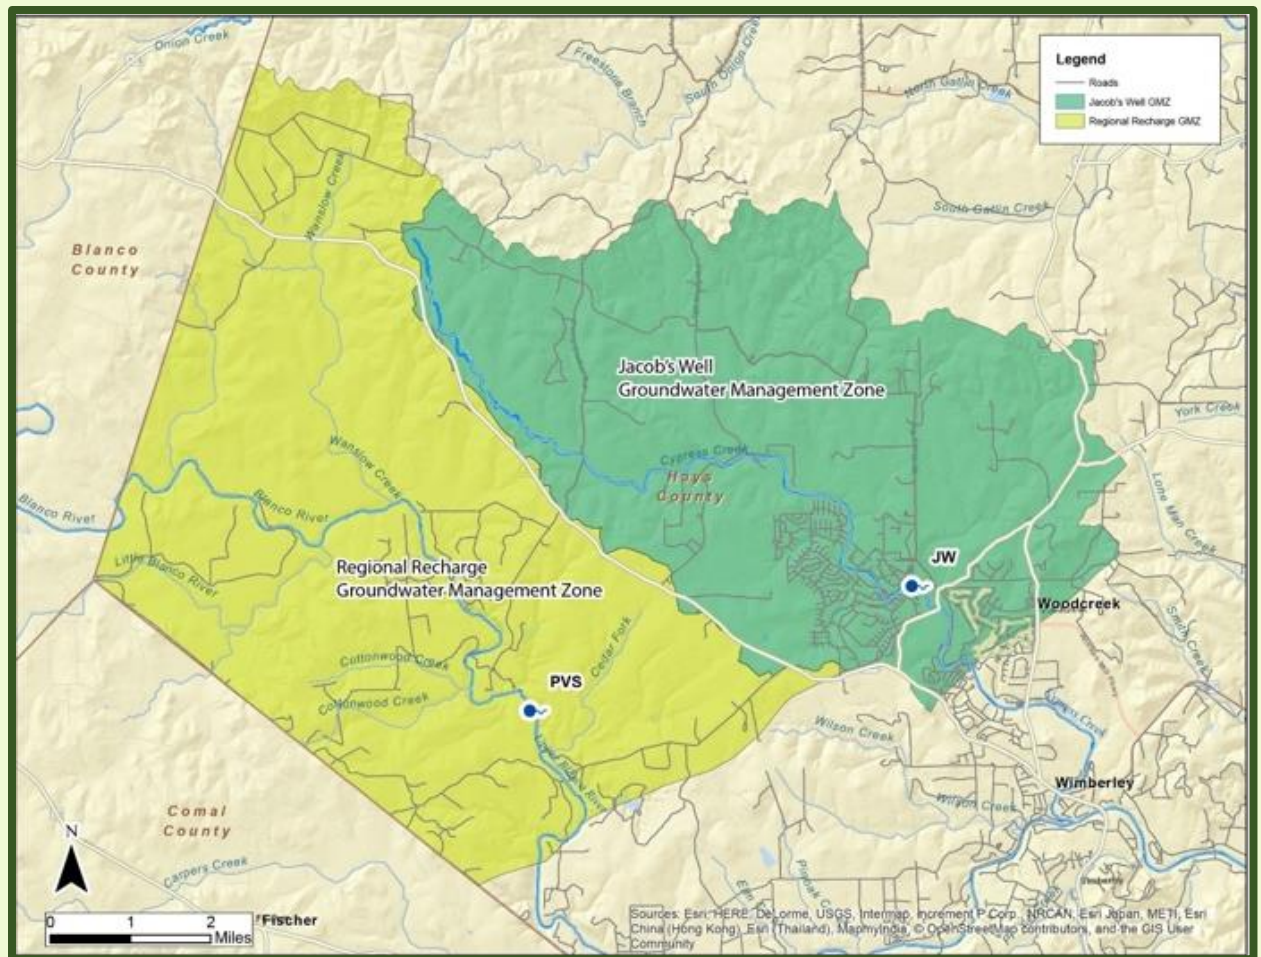 Onion Creek
Freestone Branch
South Onion Creek
North Gatlin Creek
Legend
Roads
Jacob's Well GMZ
Regional Recharge GMZ
Wanslow Creek
South Gatlin Creek
Blanco
County
Jacob's Well
Groundwater Management Zone
York Creek
Cypress Creek
Hays
County
Wanslow Creek
Blanco River
Blanco River
Lone Man Creek
Little Blanco River
Regional Recharge
Groundwater Management Zone
JW
Woodcreek
Smith Creek
Cedar Fork
Cottonwood Creek
PVS
Cottonwood Creek
Wilson Creek
Wimberley
Wilson Creek
Comal
County
N
Carpers Creek
0 1 2
Miles
Fischer
Sources: Esri, HERE, DeLorme, USGS, Intermap, increment P Corp., NRCAN, Esri Japan, METI, Esri
China (Hong Kong), Esri (Thailand), MapmyIndia, © OpenStreetMap contributors, and the GIS User
Community